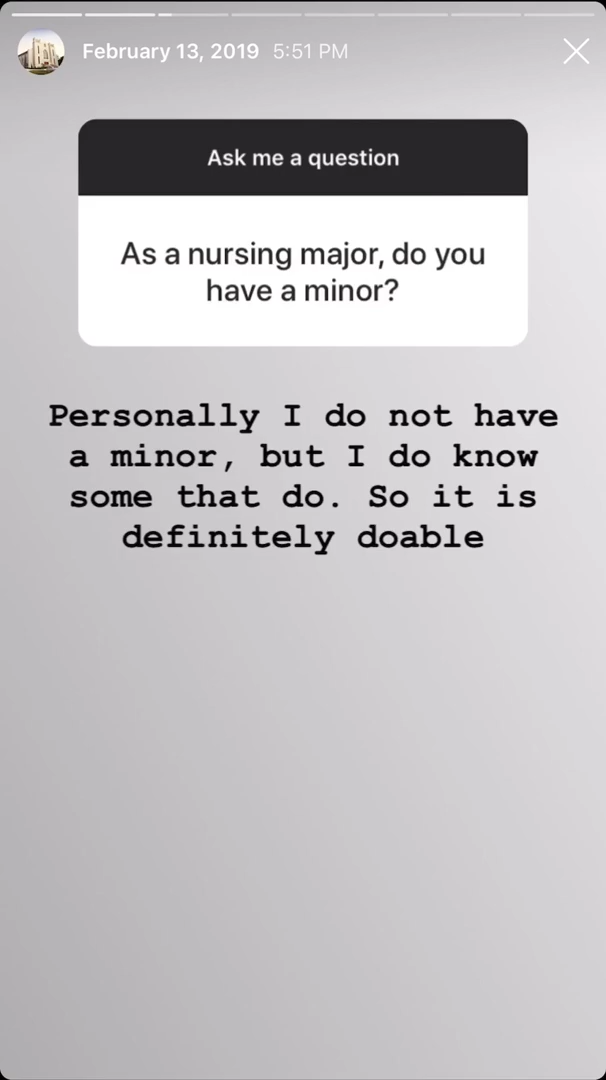 February 13, 2019 5:51 PM
Ask me a question
As a nursing major, do you
have a minor?
Personally I do not have
a minor, but I do know
some that do. So it is
definitely doable